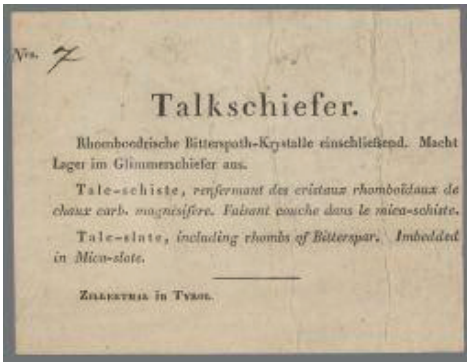 Nro. 7
Talkschiefer.
Rhomboedrische Bitterspath-Krystalle einschließend. Macht
Lager im Glimmerschiefer aus.
Talc-schiste, renfermant des cristaux rhomboïdaux de
chaux carb. magnésifère. Faisant couche dans le mica-schiste.
Talc-slate, including rhombs of Bitterspar. Imbedded
in Mica-slate.
Zillerthal in Tyrol.